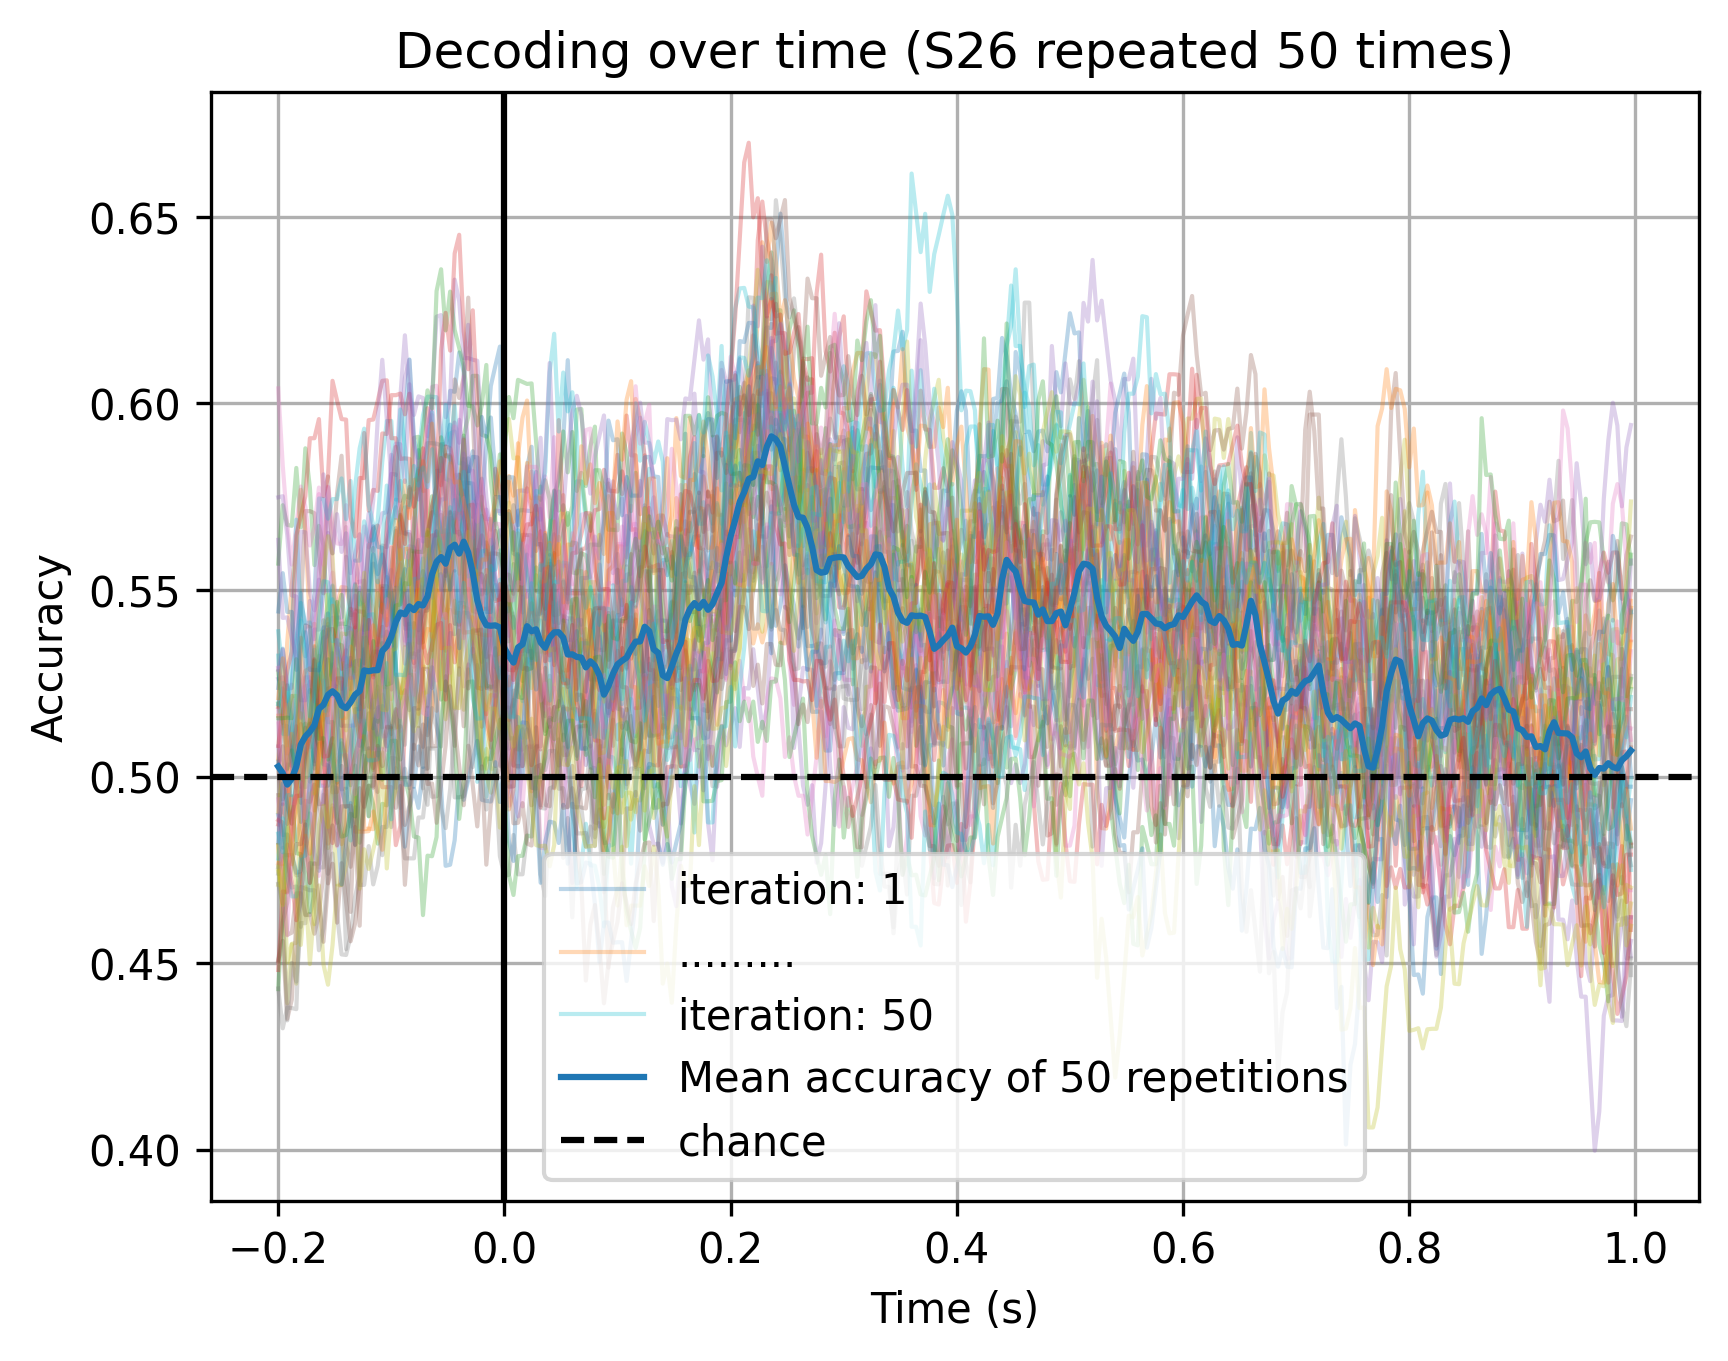 Decoding over time (S26 repeated 50 times)
Accuracy
0.65
0.60
0.55
0.50
0.45
0.40
iteration: 1
.........
iteration: 50
Mean accuracy of 50 repetitions
chance
−0.2 0.0 0.2 0.4 0.6 0.8 1.0
Time (s)